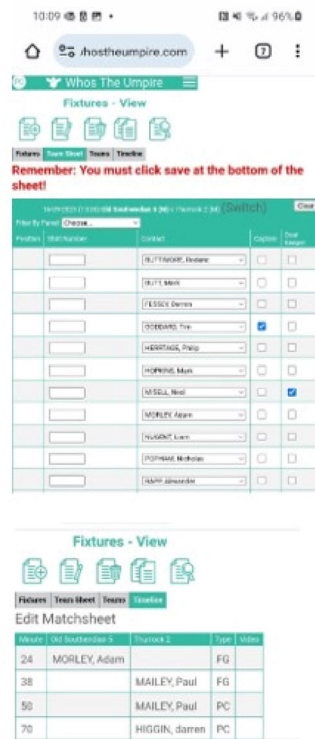 10:09
96%
hostheumpire.com
7
PC
Whos The Umpire
Fixtures - View
Fixtures Team Sheet Teams Timeline
Remember: You must click save at the bottom of the
sheet!
Old Southendian 5 (M) v Thurrock 2 (M) (Switch) Clear
Filter By Panel Choose...
Position Shirt Number Contact Captain Goal Keeper
BUTT, Mark
FESSEY, Darren
GODDARD, Tim
HERRITAGE, Philip
HOPKINS, Mark
MISELL, Noel
MORLEY, Adam
NUGENT, Liam
POPHAM, Nicholas
RAPP, Alexander
Fixtures - View
Fixtures Team Sheet Teams Timeline
Edit Matchsheet
Minute Old Southendian 5 Thurrock 2 Type Video
24 MORLEY, Adam FG
38 MAILEY, Paul FG
50 MAILEY, Paul PC
70 HIGGIN, darren PC